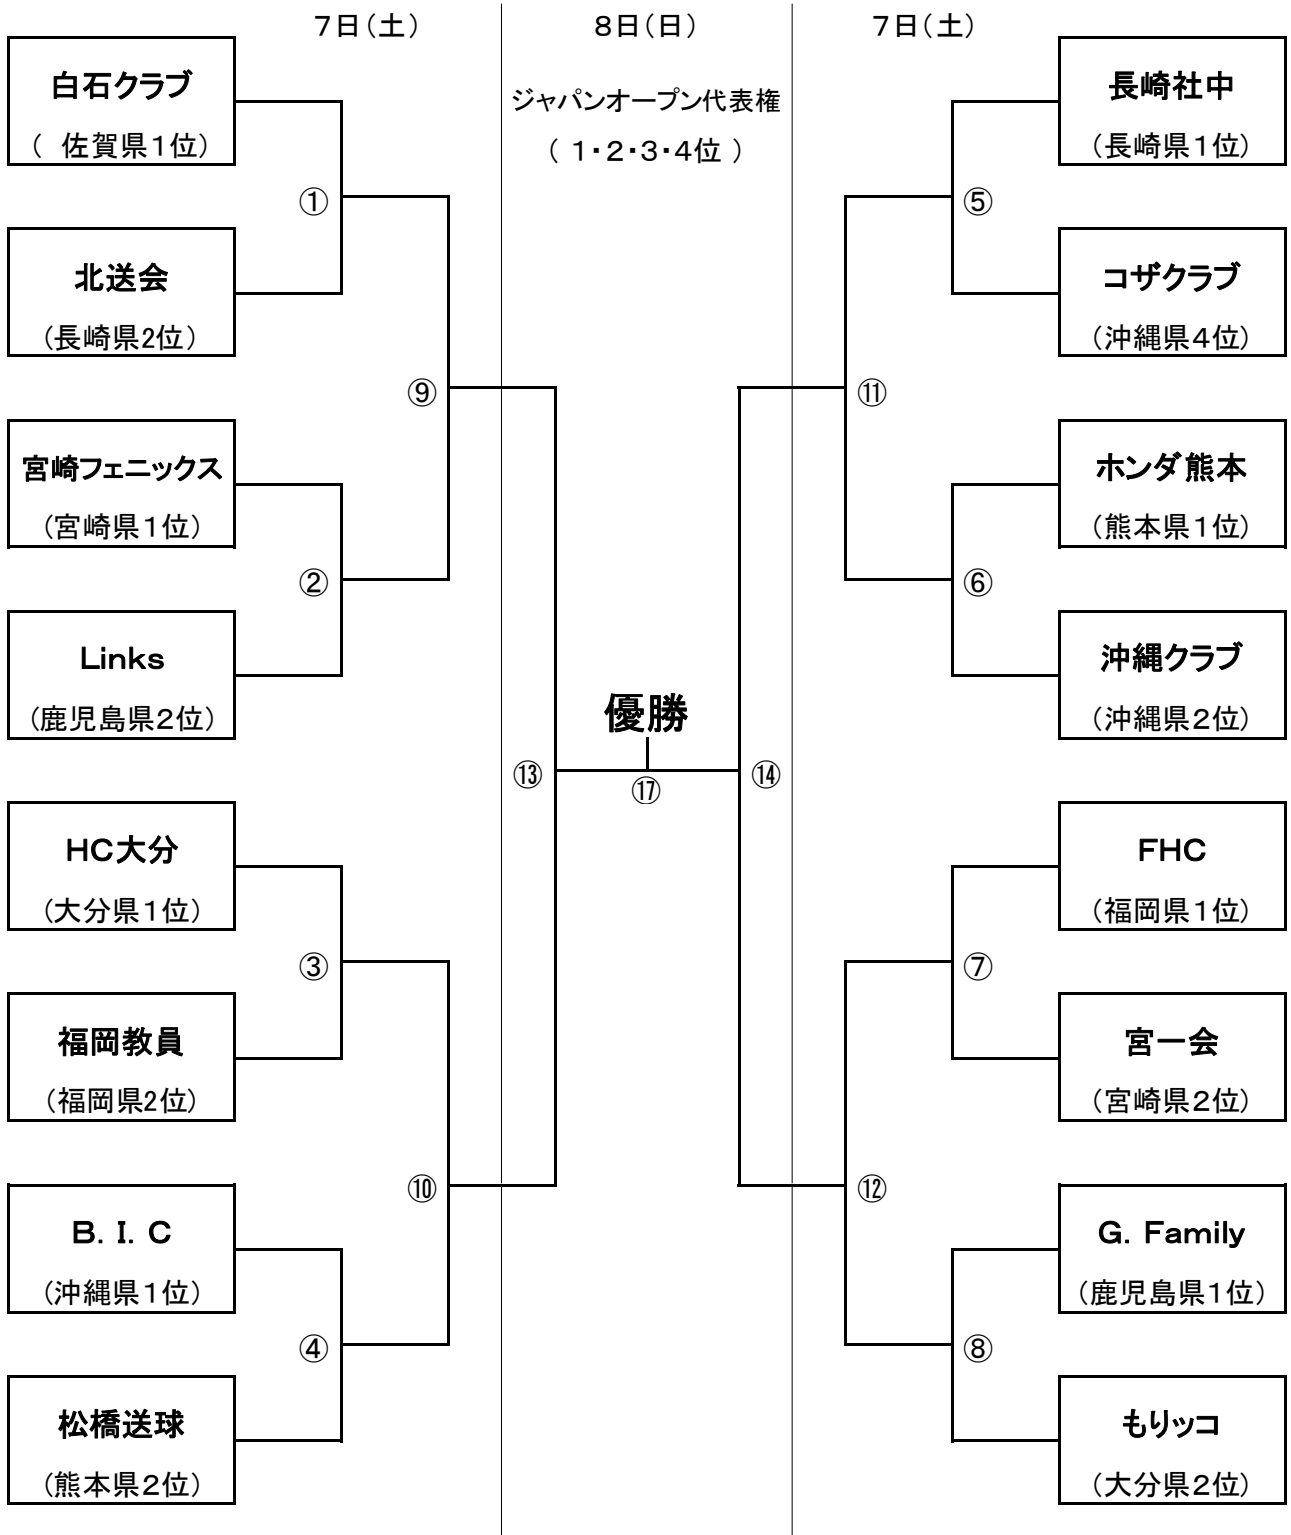 7日（土）
8日（日）
7日（土）
ジャパンオープン代表権
（ 1・2・3・4位 ）
白石クラブ
（ 佐賀県1位）
①
北送会
（長崎県2位）
⑨
宮崎フェニックス
（宮崎県1位）
②
Links
（鹿児島県2位）
⑬
HC大分
（大分県1位）
③
福岡教員
（福岡県2位）
⑩
B. I. C
（沖縄県1位）
④
松橋送球
（熊本県2位）
優勝
⑰
長崎社中
（長崎県1位）
⑤
コザクラブ
（沖縄県4位）
⑪
ホンダ熊本
（熊本県1位）
⑥
沖縄クラブ
（沖縄県2位）
⑭
FHC
（福岡県1位）
⑦
宮一会
（宮崎県2位）
⑫
G. Family
（鹿児島県1位）
⑧
もりッコ
（大分県2位）